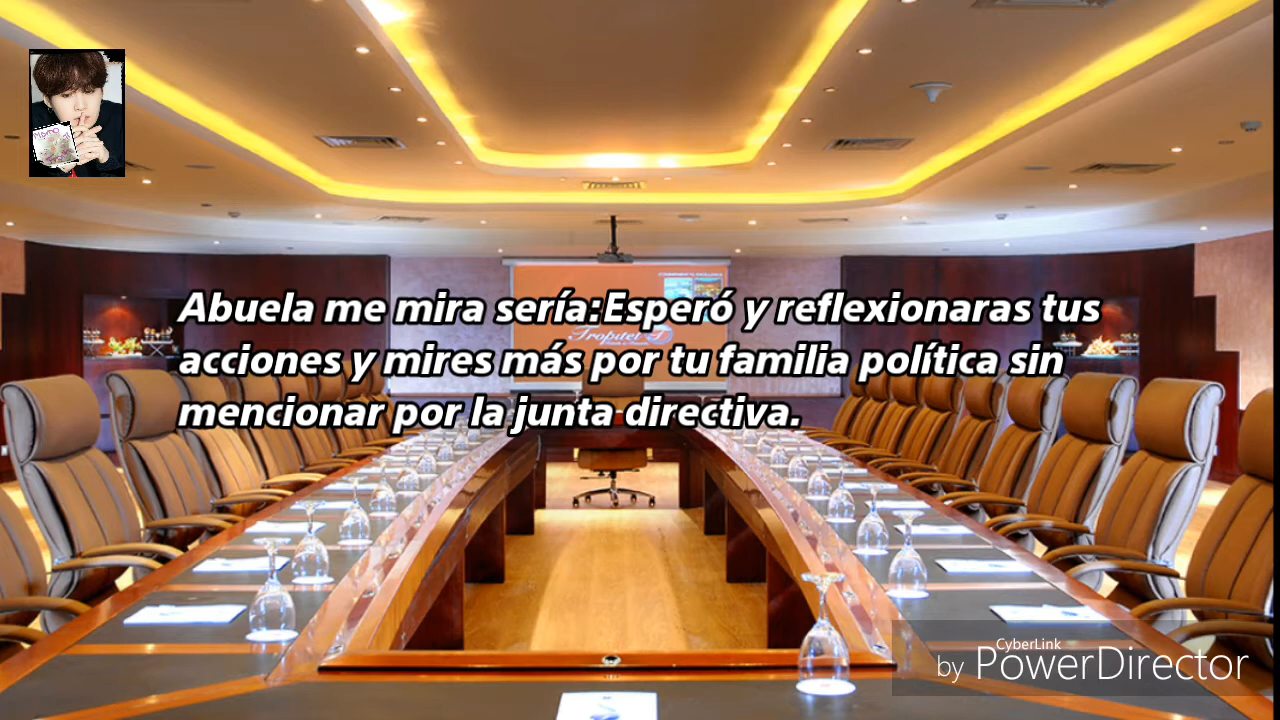 Abuela me mira sería:Esperó y reflexionaras tus
acciones y mires más por tu familia política sin
mencionar por la junta directiva.
Tropitel
CyberLink
by PowerDirector